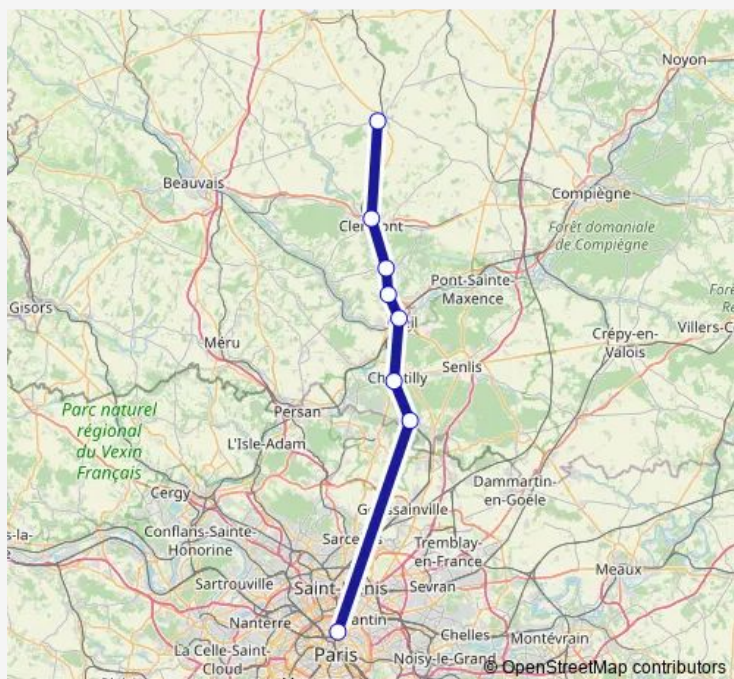 Noyon
Beauvais
Compiègne
Clermont
Forêt domaniale
de Compiègne
Pont-Sainte-
Maxence
Gisors
Crépy-en-
Valois
Villers-C
Méru
Senlis
Chantilly
Persan
Parc naturel
régional
du Vexin
Français
L'Isle-Adam
Dammartin-
en-Goële
Cergy
Goussainville
Conflans-Sainte-
Honorine
Sarcelles
Tremblay-
en-France
Meaux
Sartrouville
Saint-Denis
Sevran
Nanterre
Pantin
Chelles
Montévrain
La Celle-Saint-
Cloud
Paris
Noisy-le-Grand
© OpenStreetMap contributors